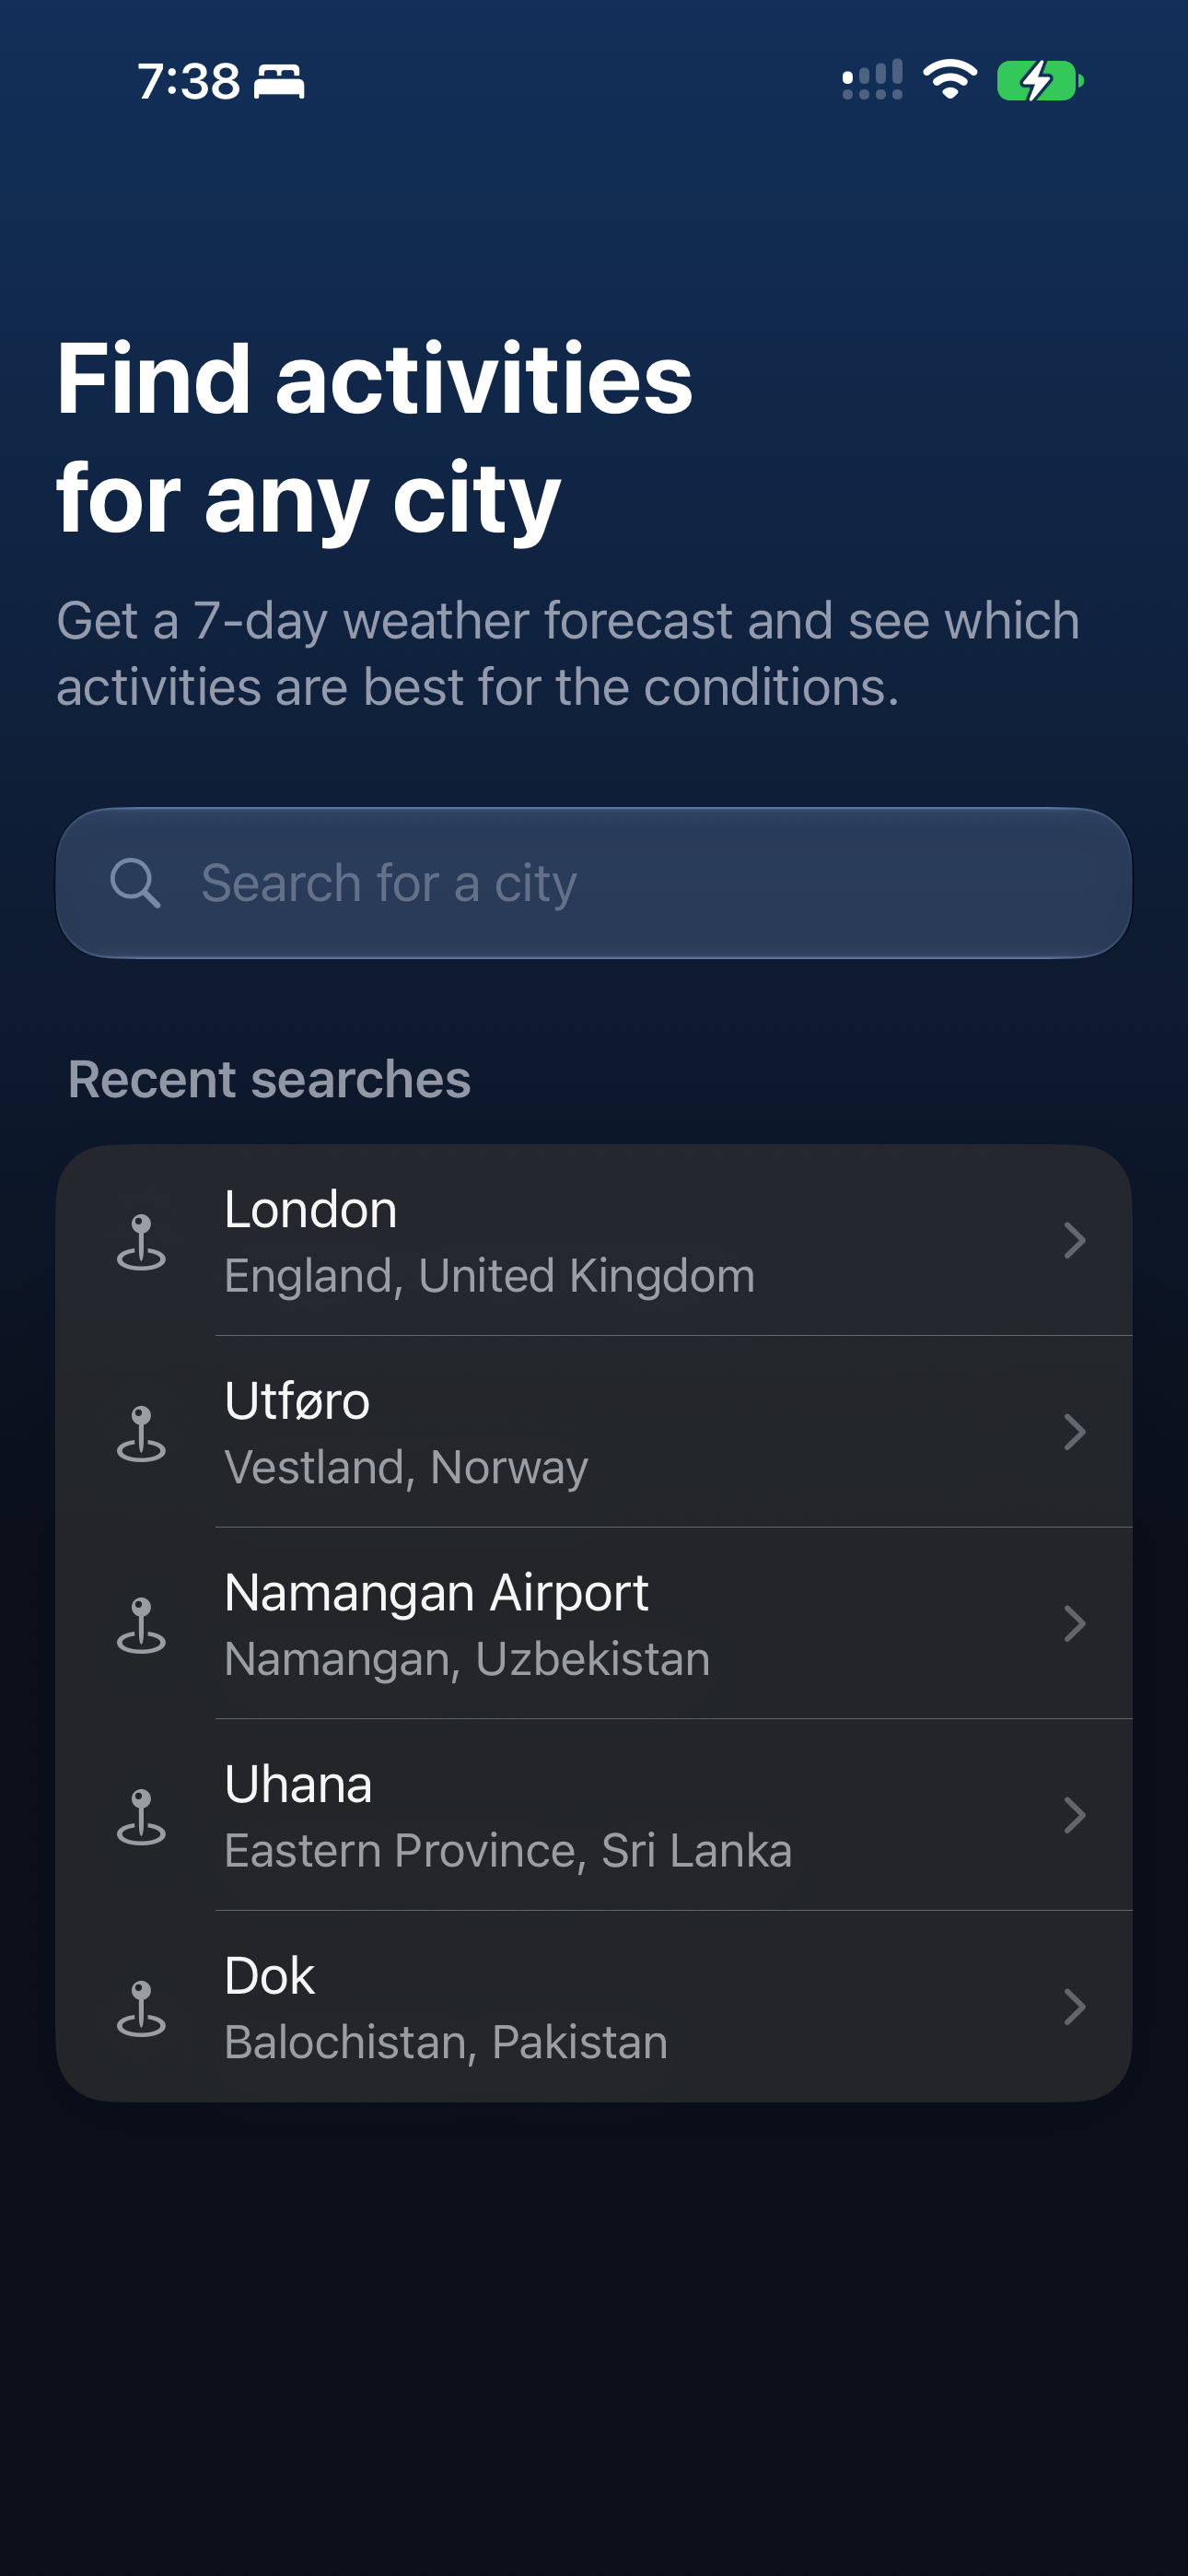 7:38
Find activities
for any city
Get a 7-day weather forecast and see which
activities are best for the conditions.
Search for a city
Recent searches
London
England, United Kingdom
Utføro
Vestland, Norway
Namangan Airport
Namangan, Uzbekistan
Uhana
Eastern Province, Sri Lanka
Dok
Balochistan, Pakistan